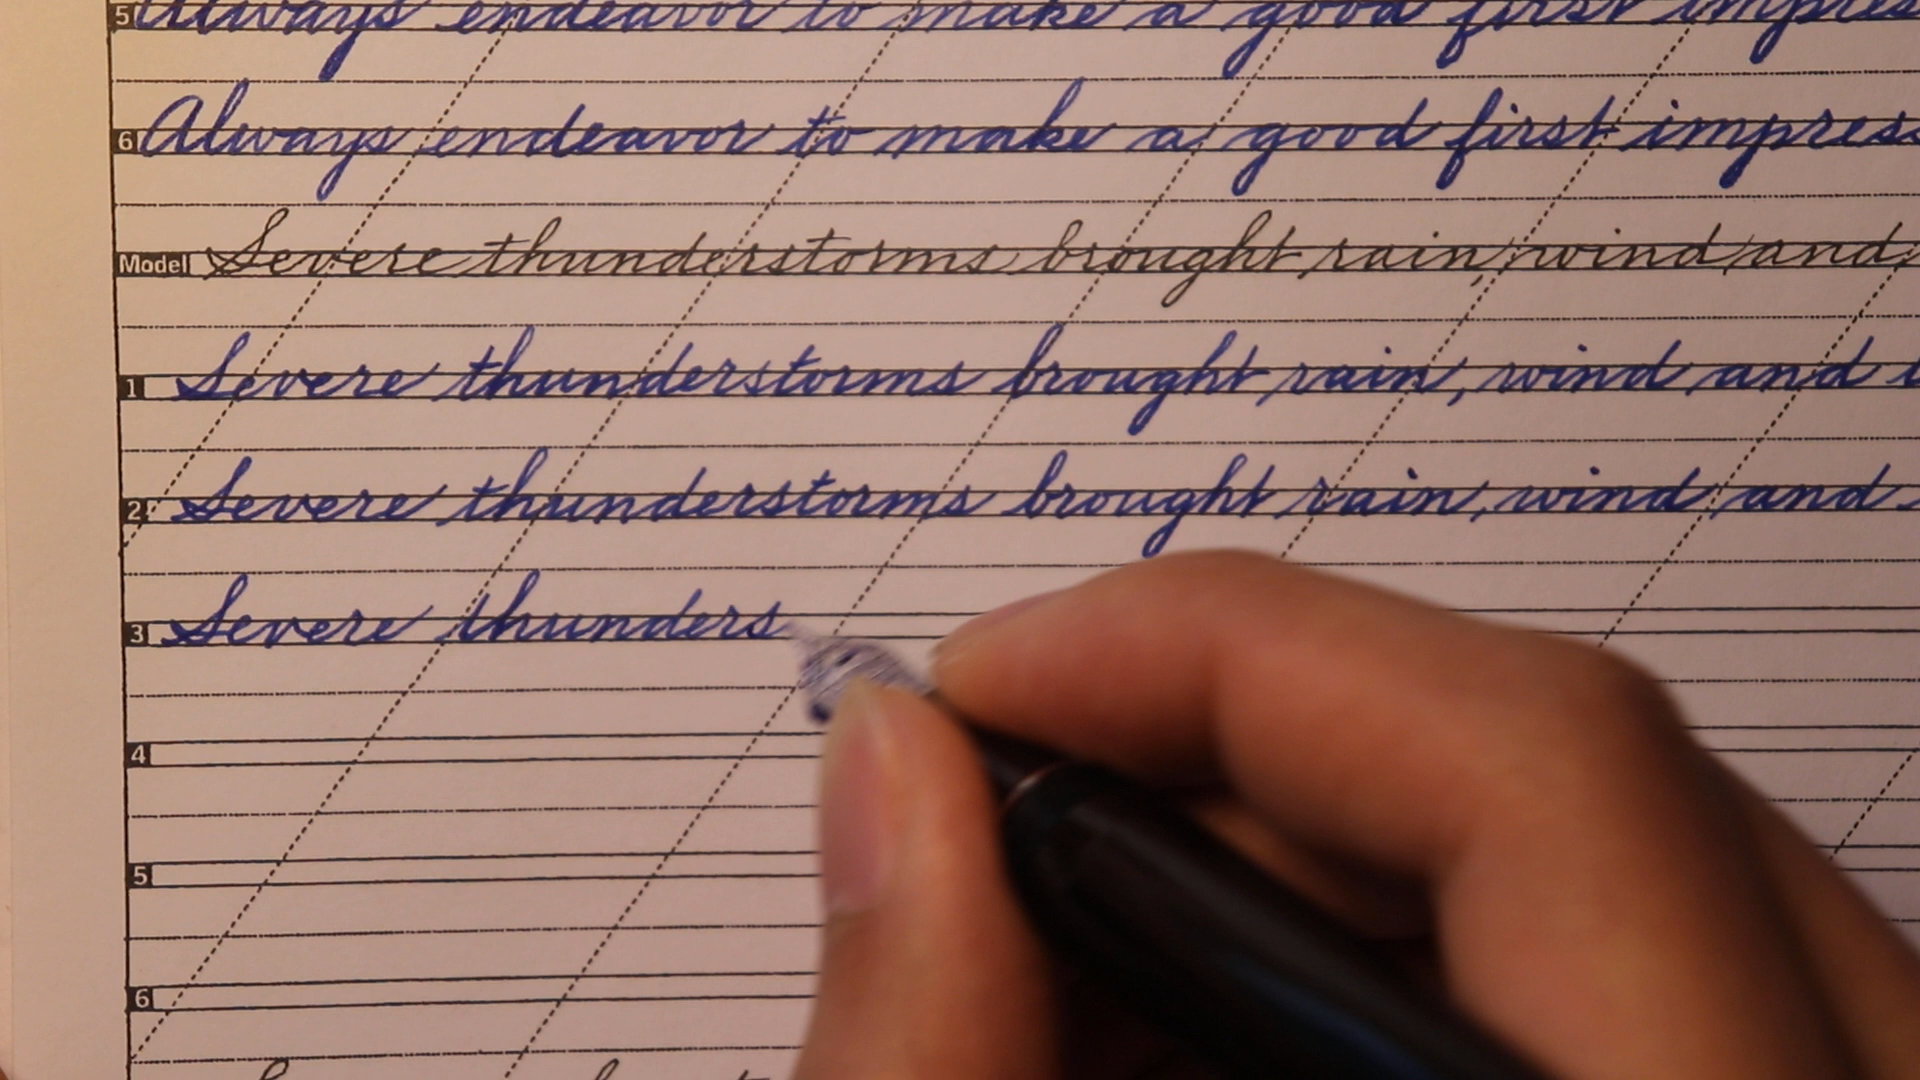 5 Always endeavor to make a good first impres
6 Always endeavor to make a good first impress
Model Severe thunderstorms brought rain, wind and
1 Severe thunderstorms brought rain, wind and
2 Severe thunderstorms brought rain, wind and
3 Severe thunders
4
5
6